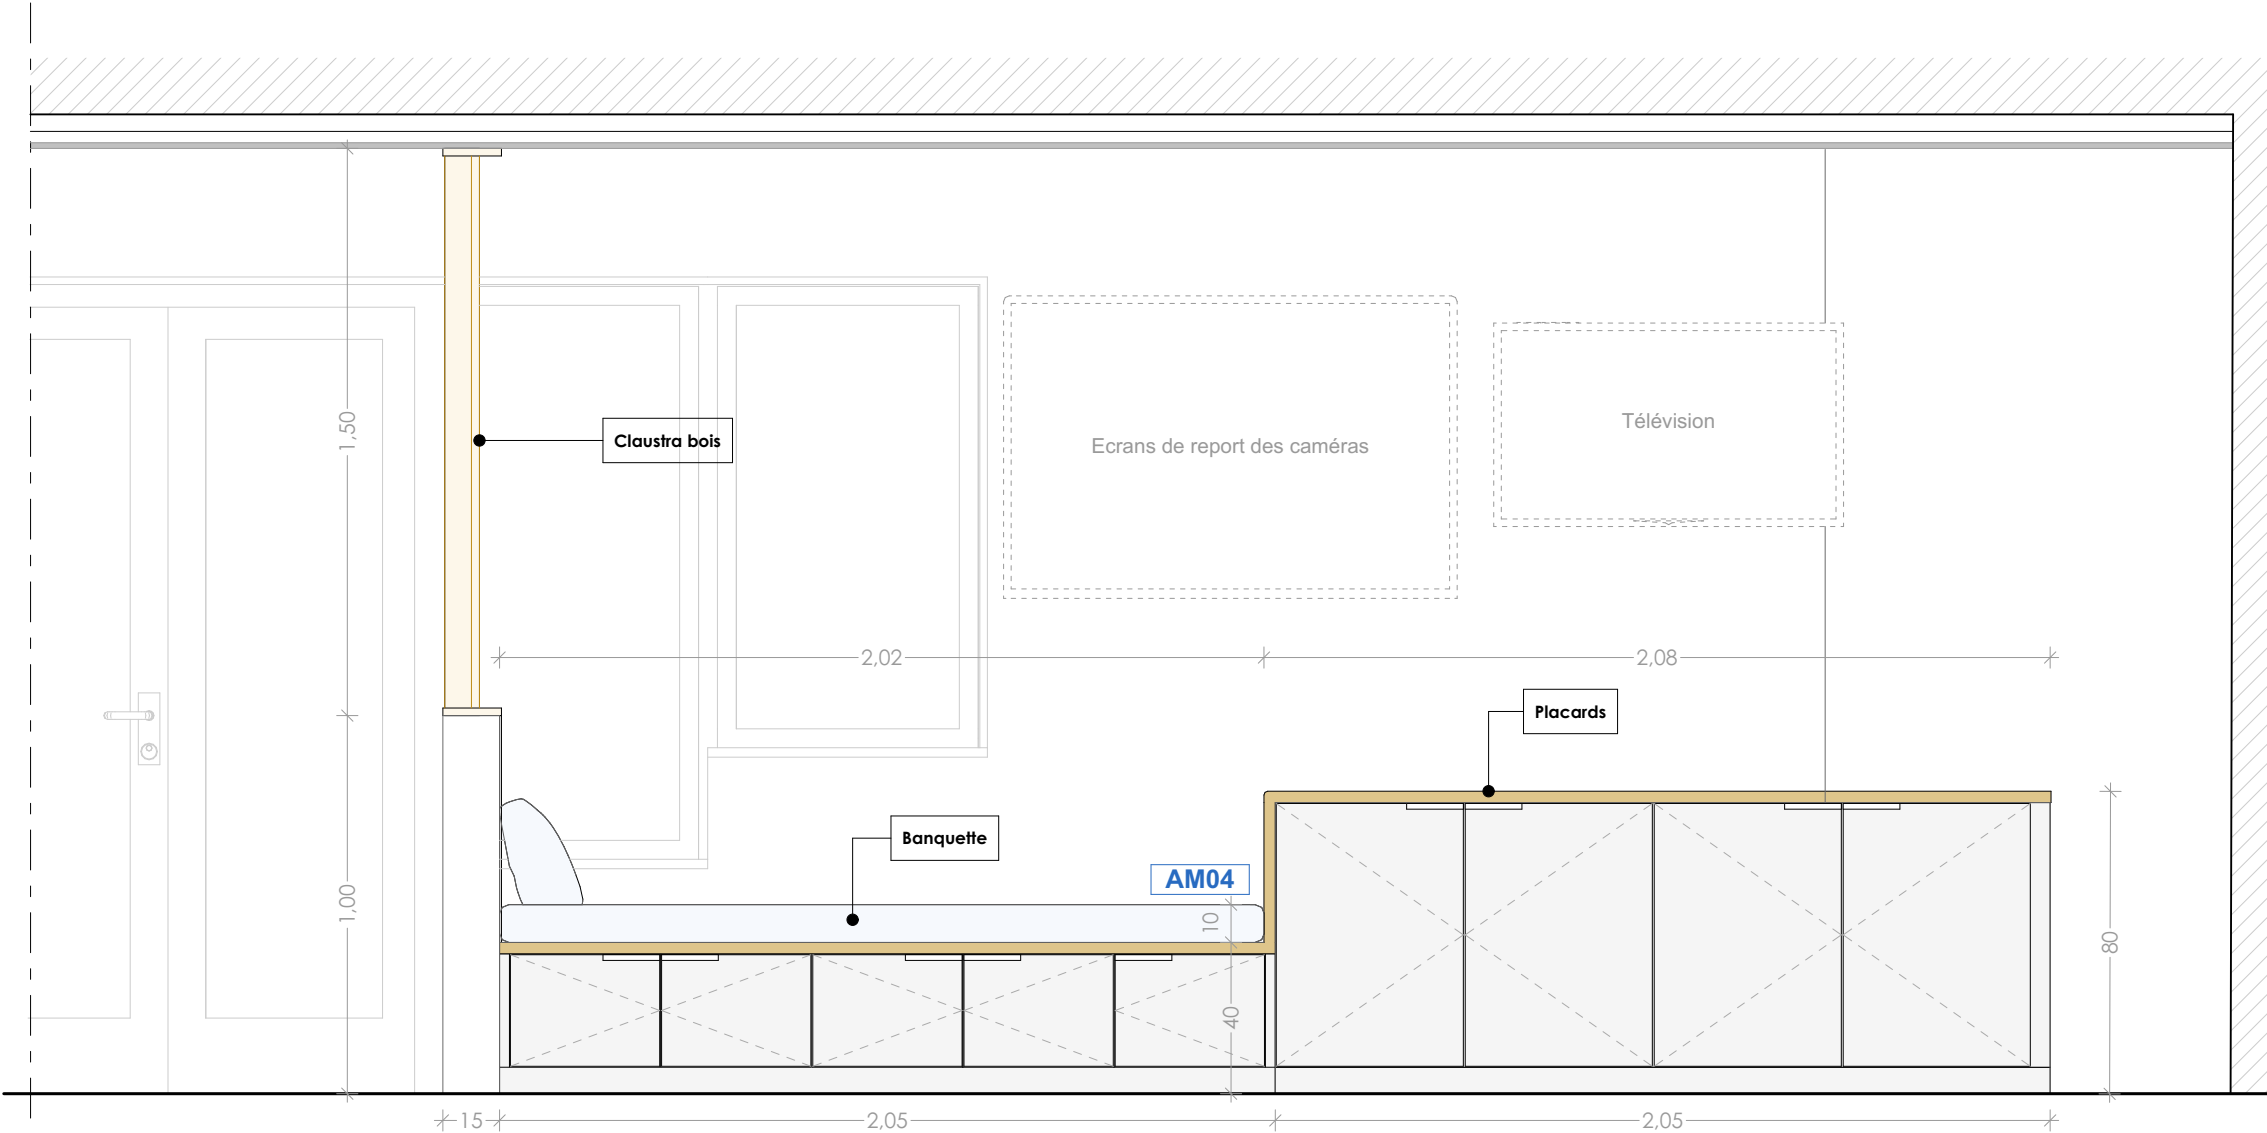 1,50
Claustra bois
Ecrans de report des caméras
Télévision
2,02
2,08
Placards
Banquette
AM04
1,00
10
80
40
15
2,05
2,05